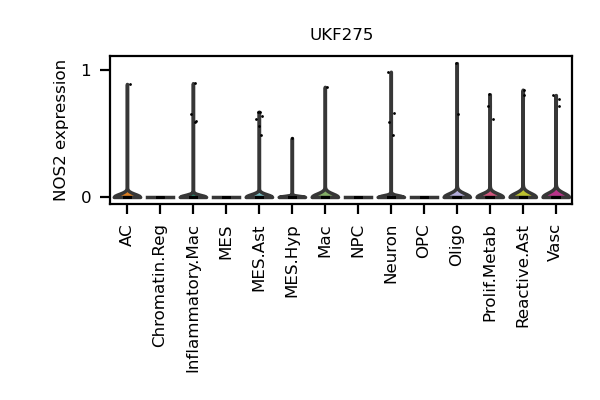 UKF275
NOS2 expression
1
0
AC
Chromatin.Reg
Inflammatory.Mac
MES
MES.Ast
MES.Hyp
Mac
NPC
Neuron
OPC
Oligo
Prolif.Metab
Reactive.Ast
Vasc